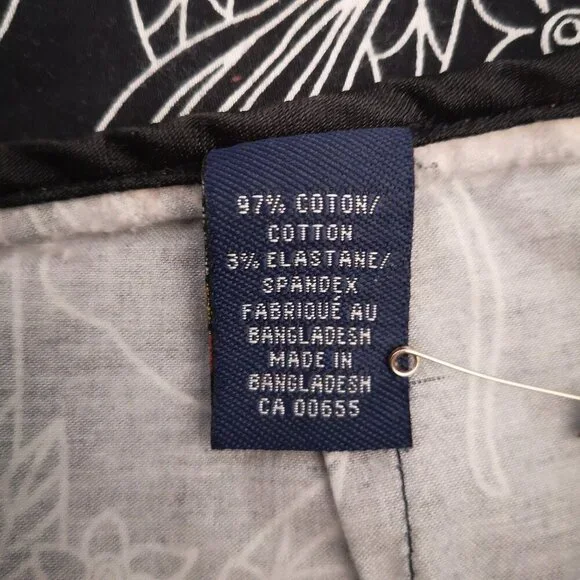 97% COTON/
COTTON
3% ELASTANE/
SPANDEX
FABRIQUÉ AU
BANGLADESH
MADE IN
BANGLADESH
CA 00655